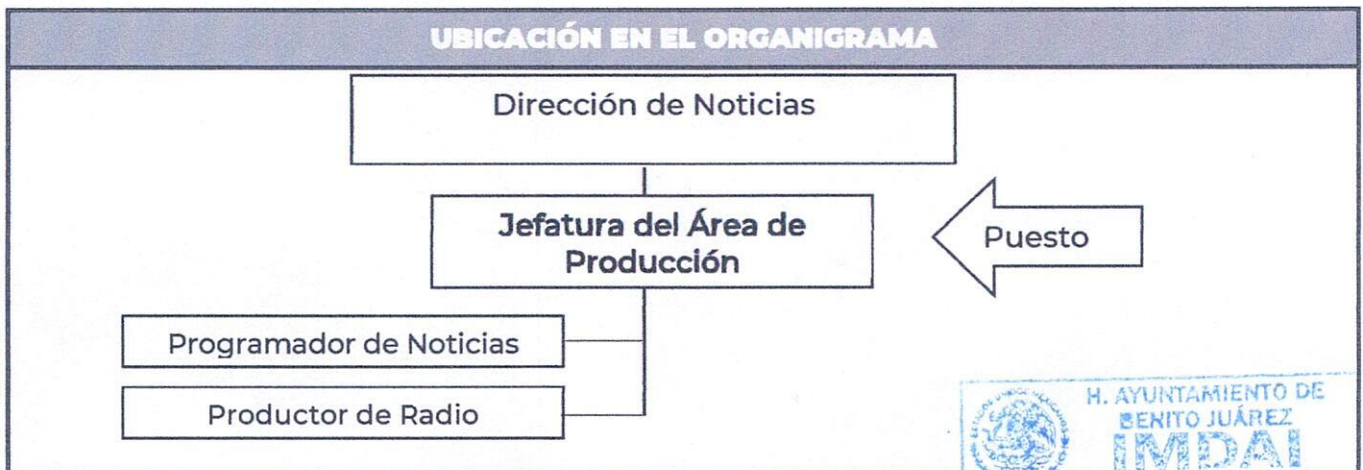 UBICACIÓN EN EL ORGANIGRAMA
Dirección de Noticias
Jefatura del Área de
Producción
Puesto
Programador de Noticias
Productor de Radio
H. AYUNTAMIENTO DE
BENITO JUÁREZ
IMDAI